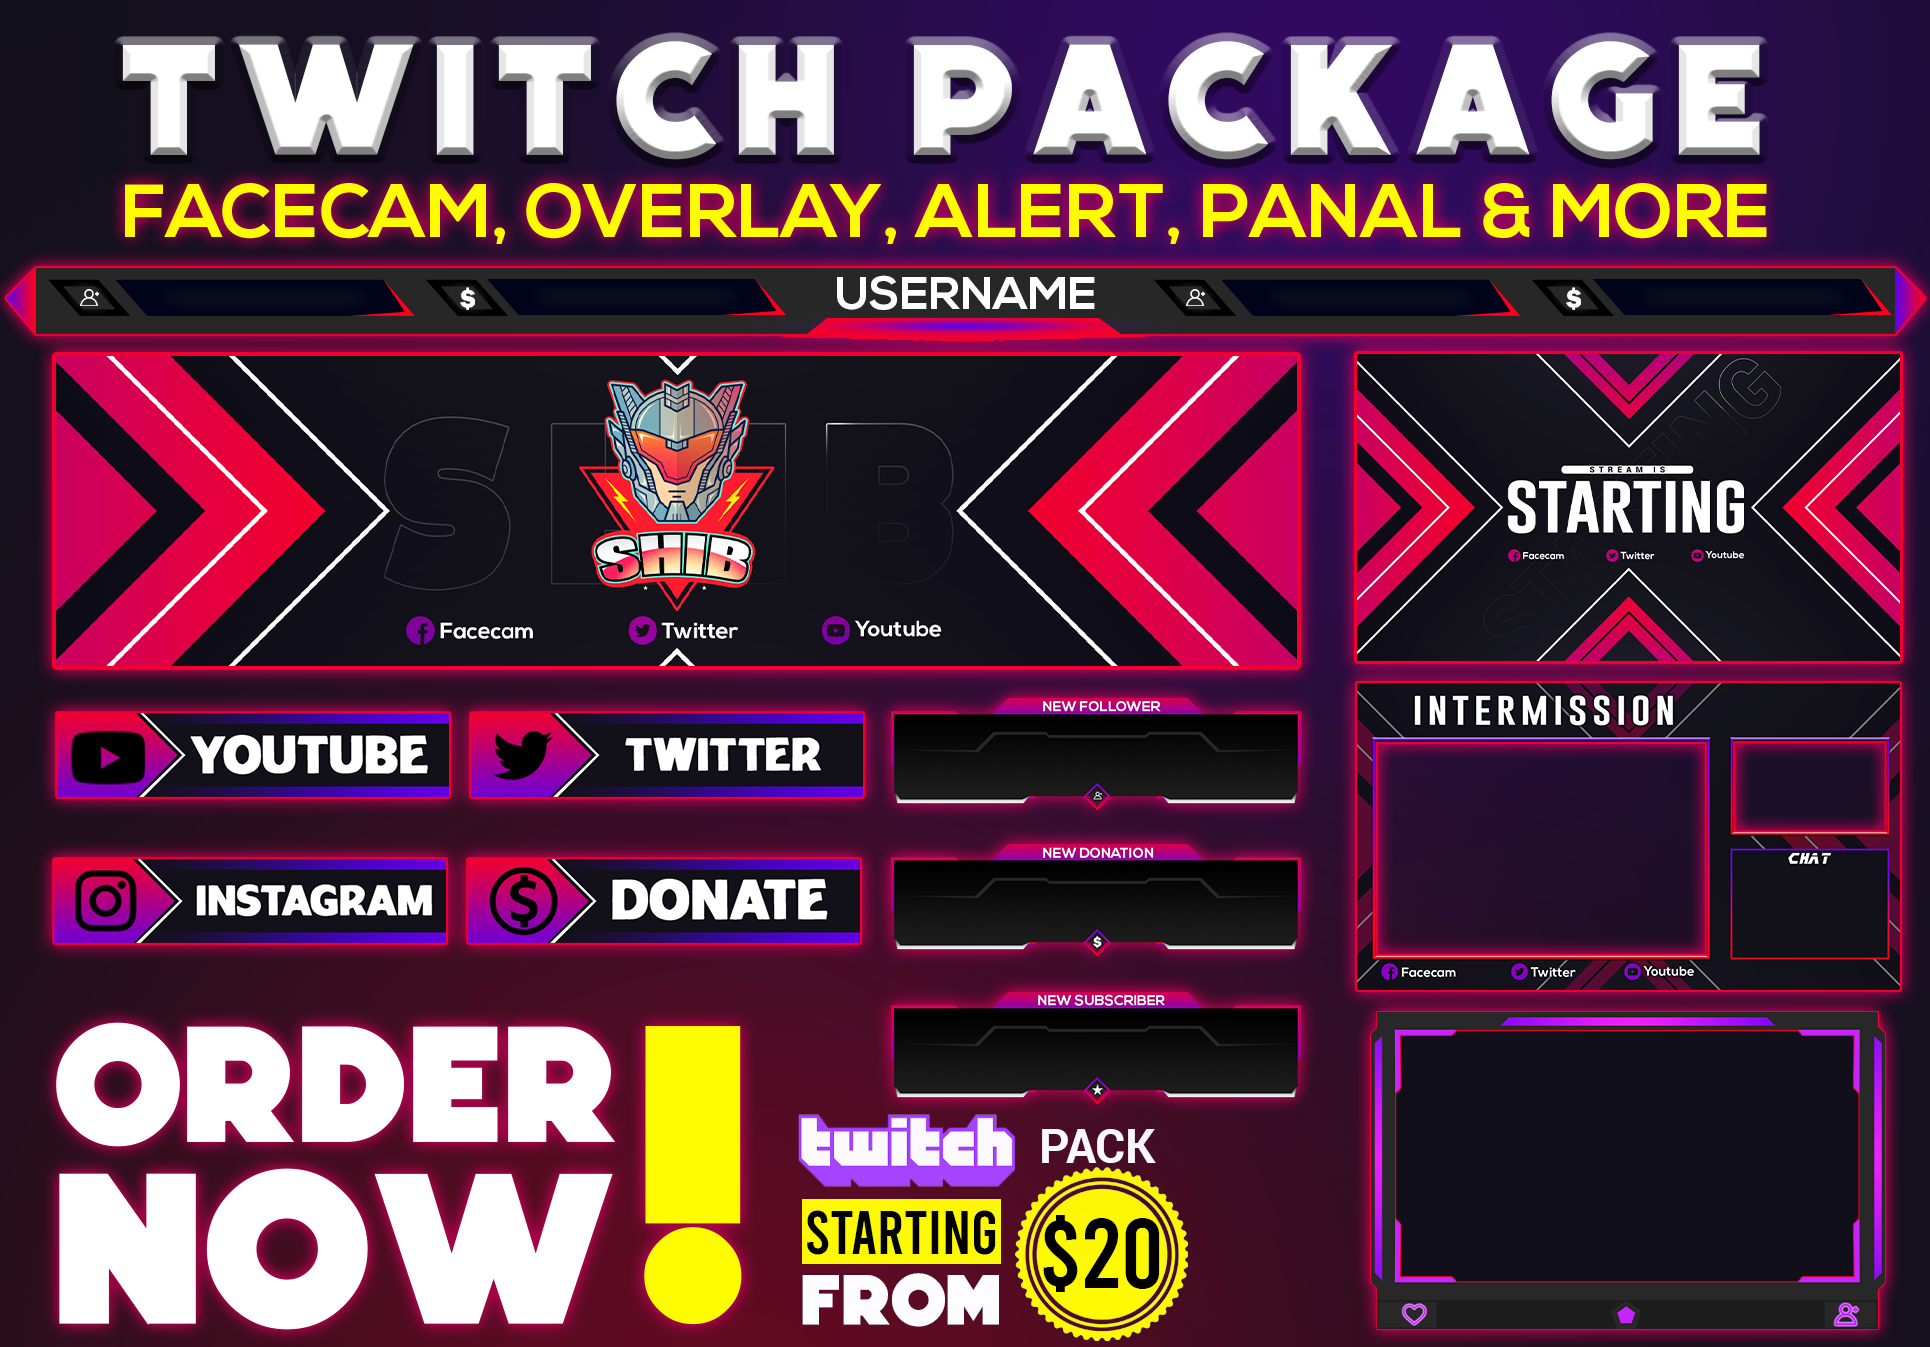 TWITCH PACKAGE
FACECAM, OVERLAY, ALERT, PANAL & MORE
$
USERNAME
$
S B
SHIB
Facecam Twitter Youtube
STARTING
STREAM IS
STARTING
Facecam Twitter Youtube
YOUTUBE
TWITTER
INSTAGRAM
$ DONATE
NEW FOLLOWER
NEW DONATION
$
NEW SUBSCRIBER
INTERMISSION
CHAT
Facecam Twitter Youtube
ORDER
NOW!
twitch PACK
STARTING
FROM
$20